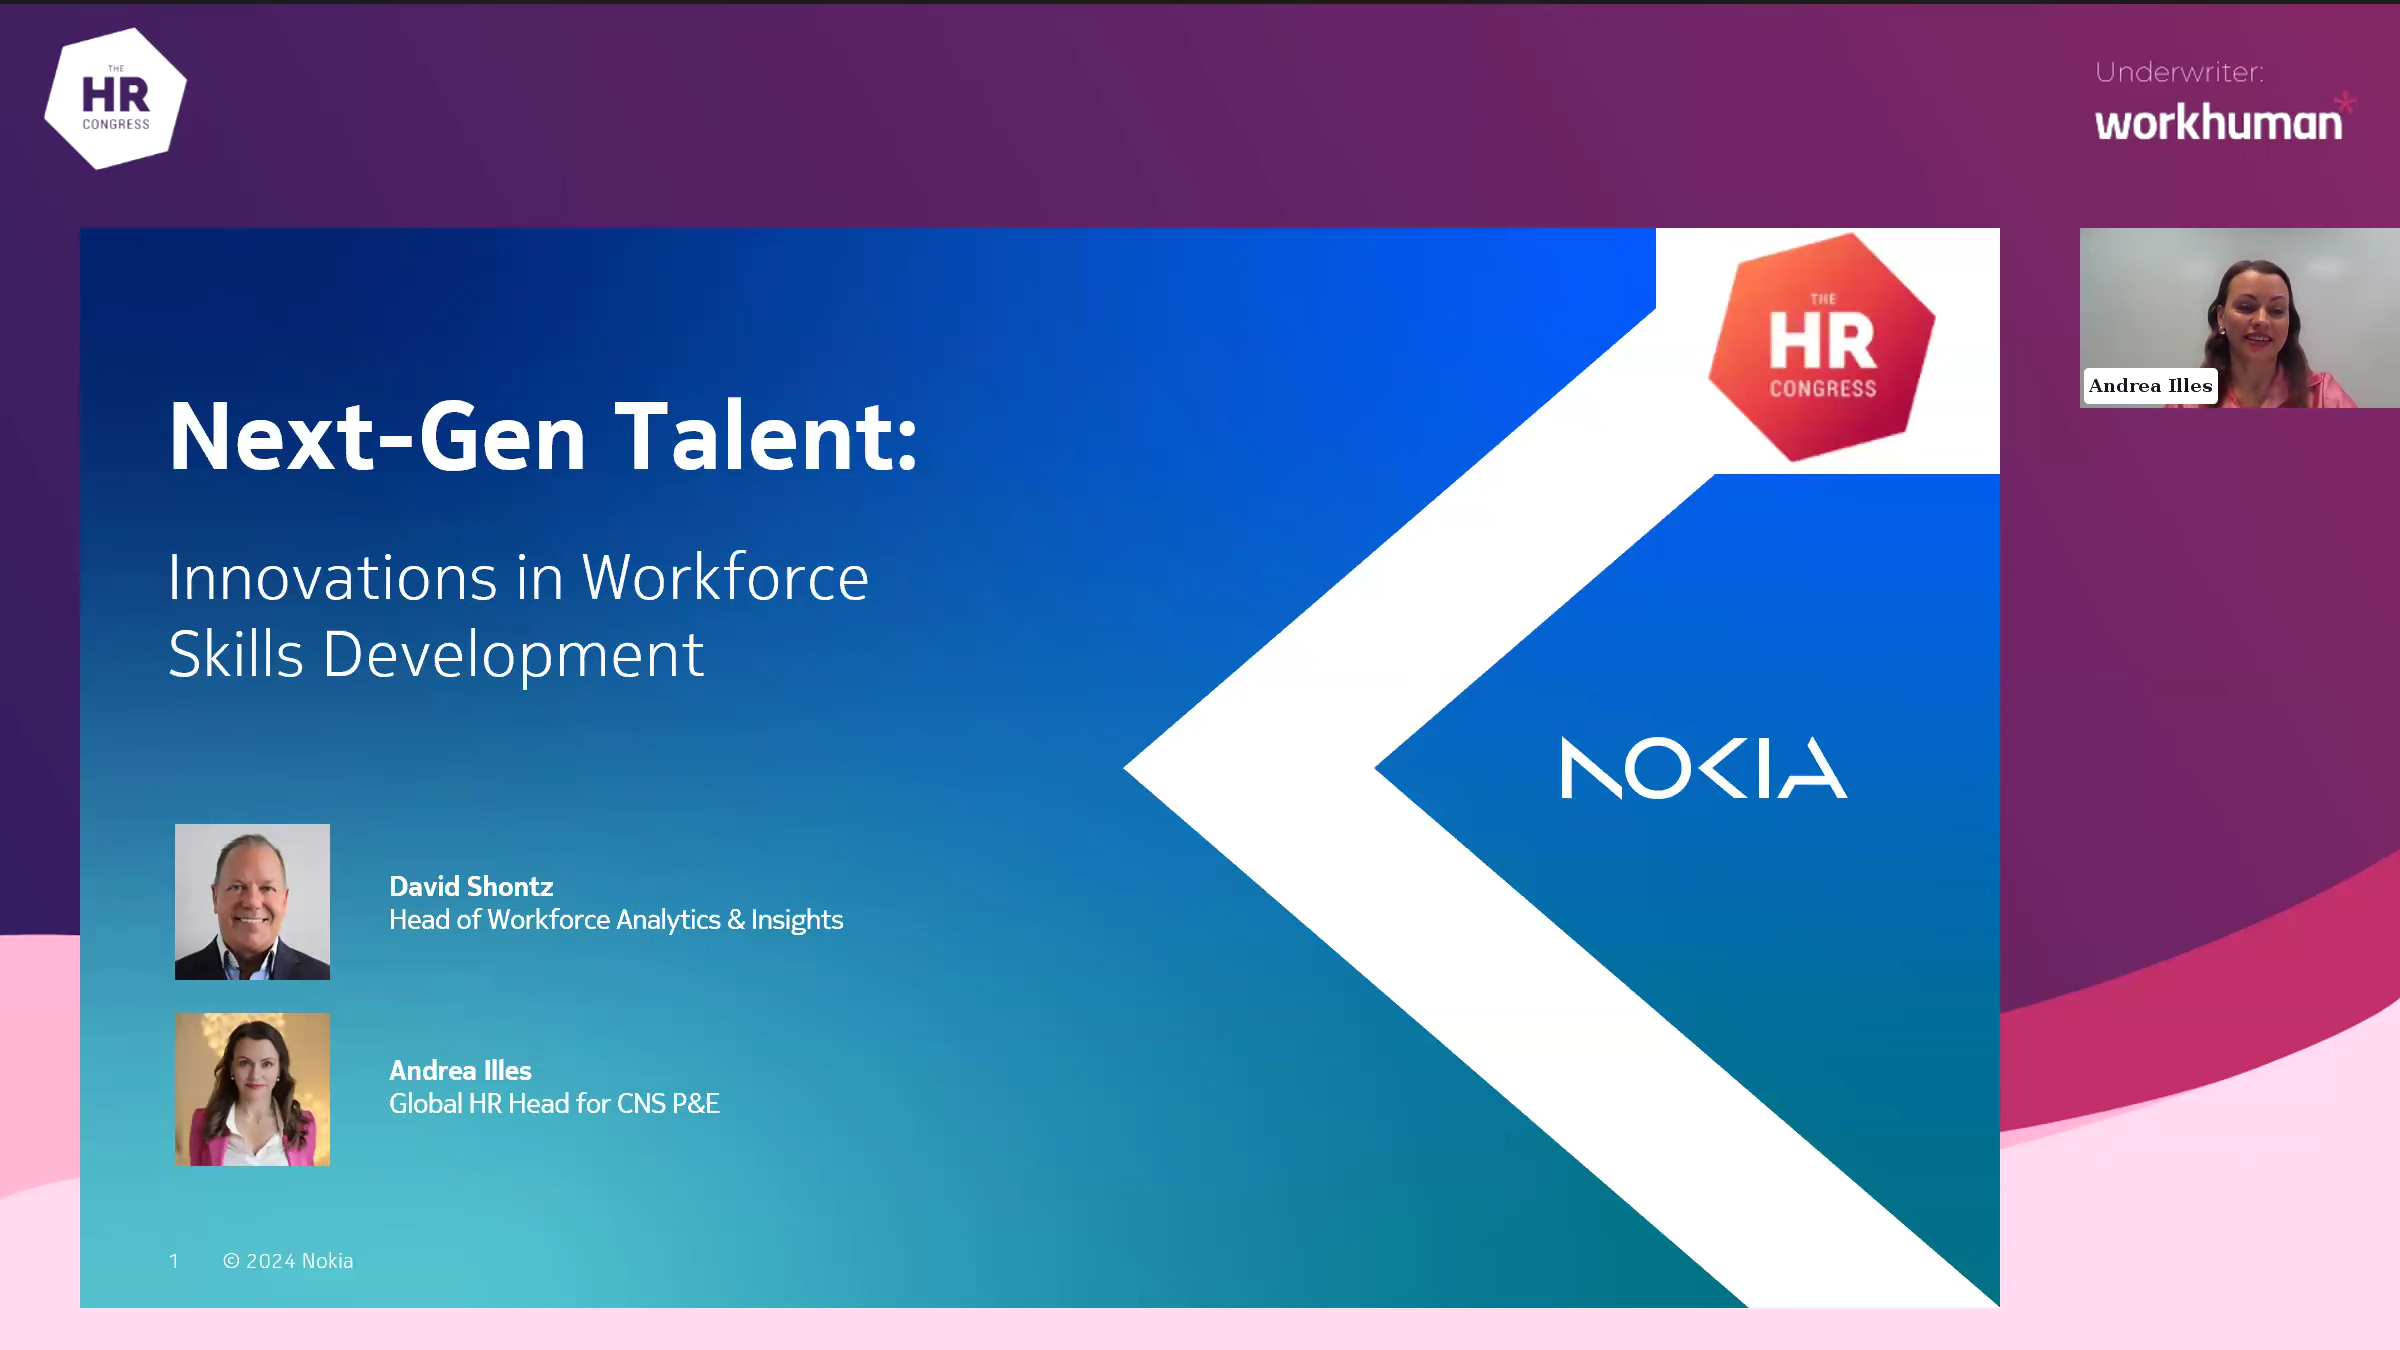 THE
HR
CONGRESS
Underwriter:
workhuman*
THE
HR
CONGRESS
Andrea Illes
Next-Gen Talent:
Innovations in Workforce
Skills Development
NOKIA
David Shontz
Head of Workforce Analytics & Insights
Andrea Illes
Global HR Head for CNS P&E
1 © 2024 Nokia